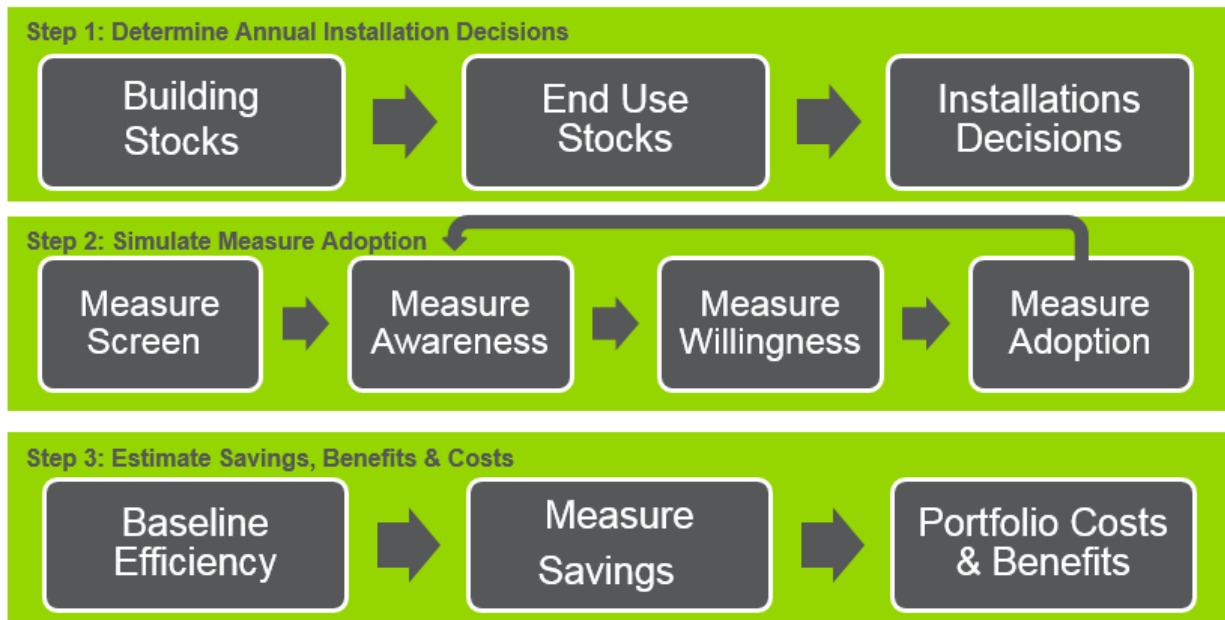 Step 1: Determine Annual Installation Decisions
Building
Stocks
End Use
Stocks
Installations
Decisions
Step 2: Simulate Measure Adoption
Measure
Screen
Measure
Awareness
Measure
Willingness
Measure
Adoption
Step 3: Estimate Savings, Benefits & Costs
Baseline
Efficiency
Measure
Savings
Portfolio Costs
& Benefits